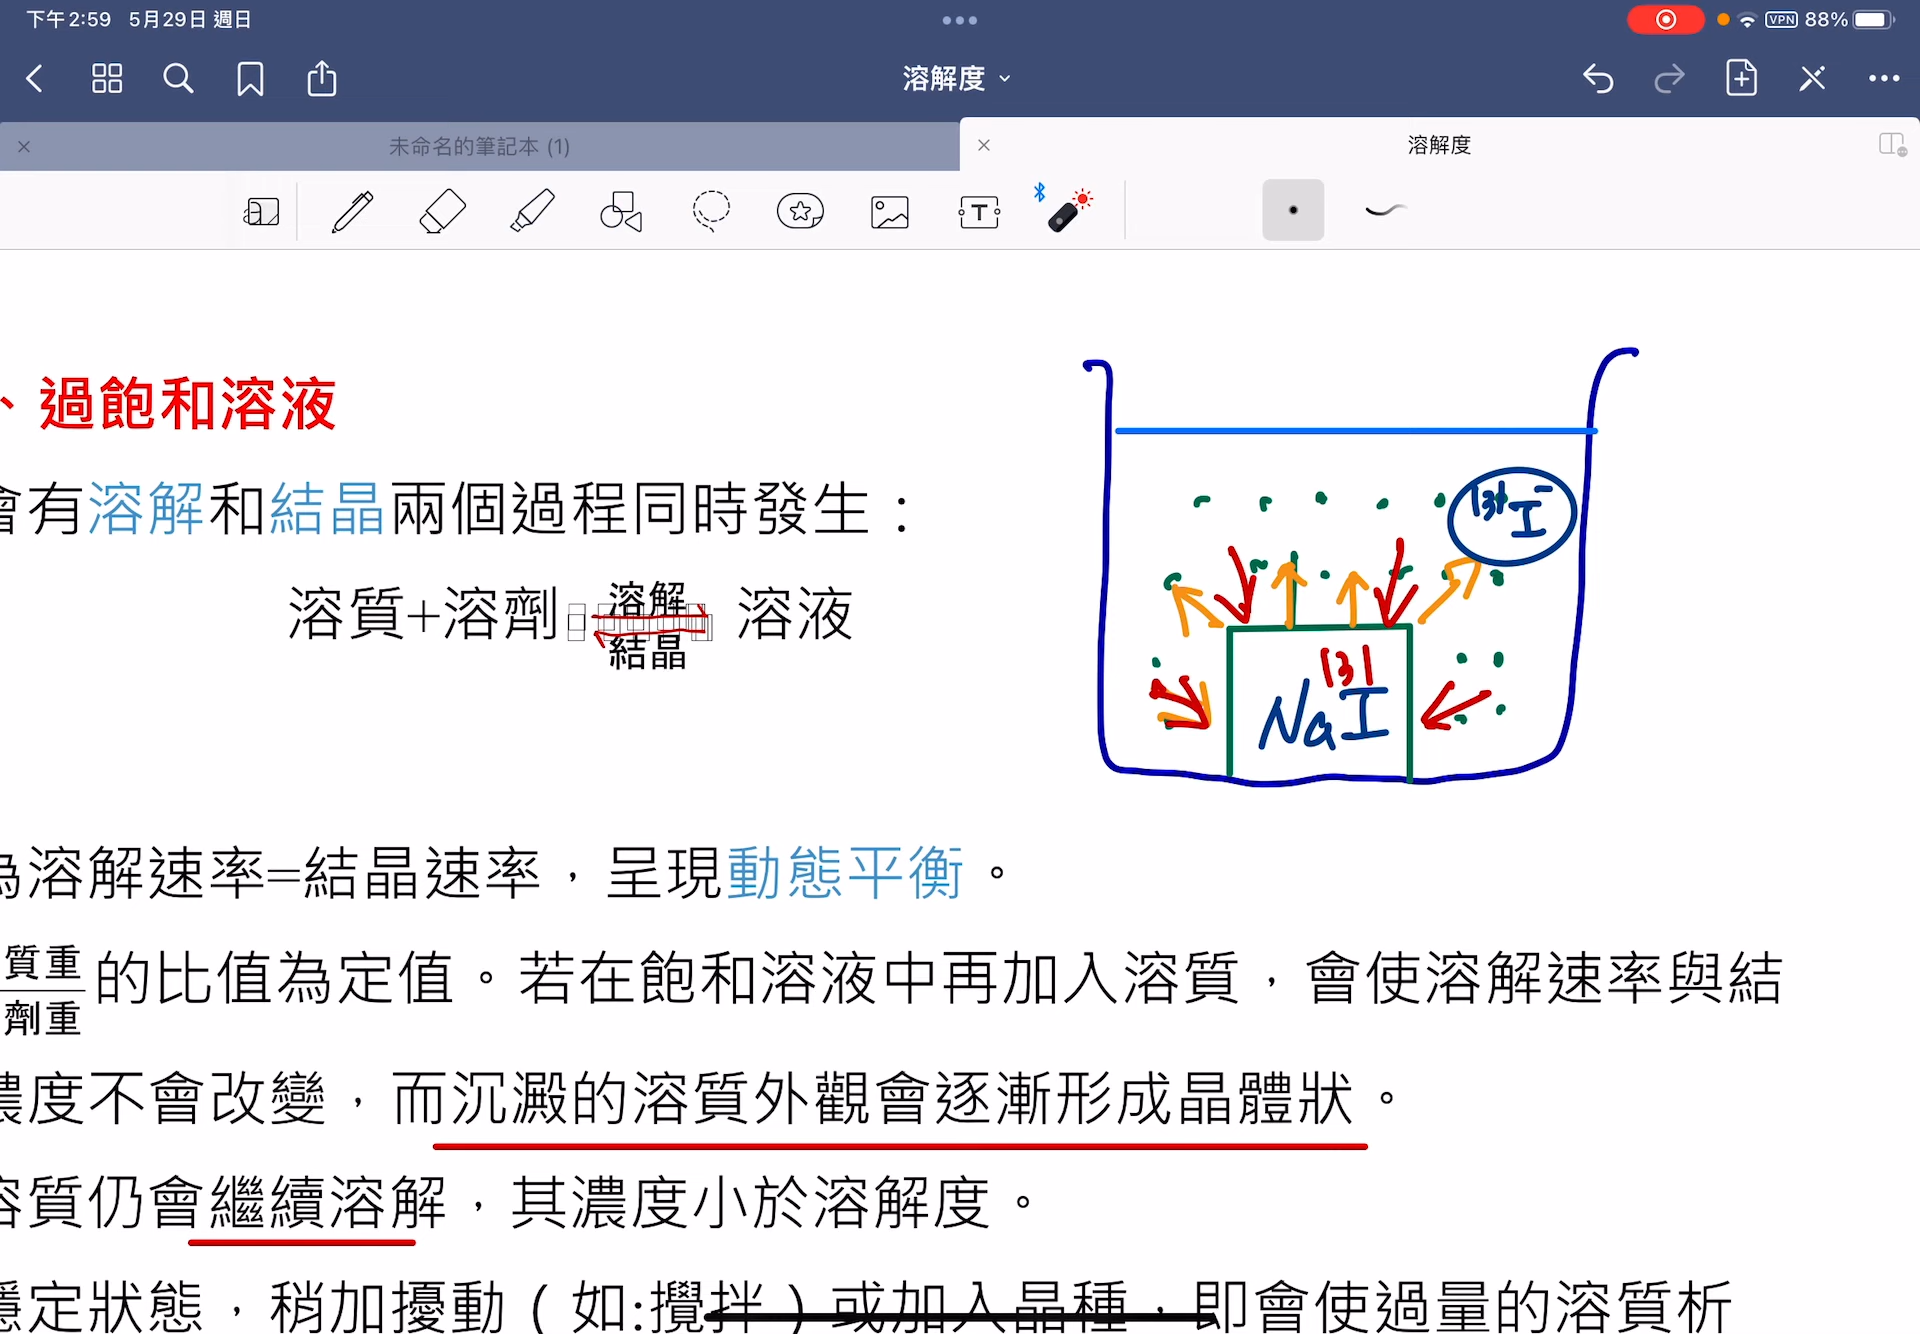 下午2:59 5月29日 週日
VPN 88%
溶解度
未命名的筆記本 (1)
溶解度
T
、過飽和溶液
會有溶解和結晶兩個過程同時發生：
溶解
溶質+溶劑 溶液
結晶
131I-
Na131I
為溶解速率=結晶速率，呈現動態平衡。
質重
劑重
的比值為定值。若在飽和溶液中再加入溶質，會使溶解速率與結
濃度不會改變，而沉澱的溶質外觀會逐漸形成晶體狀。
溶質仍會繼續溶解，其濃度小於溶解度。
穩定狀態，稍加擾動（如:攪拌）或加入晶種，即會使過量的溶質析